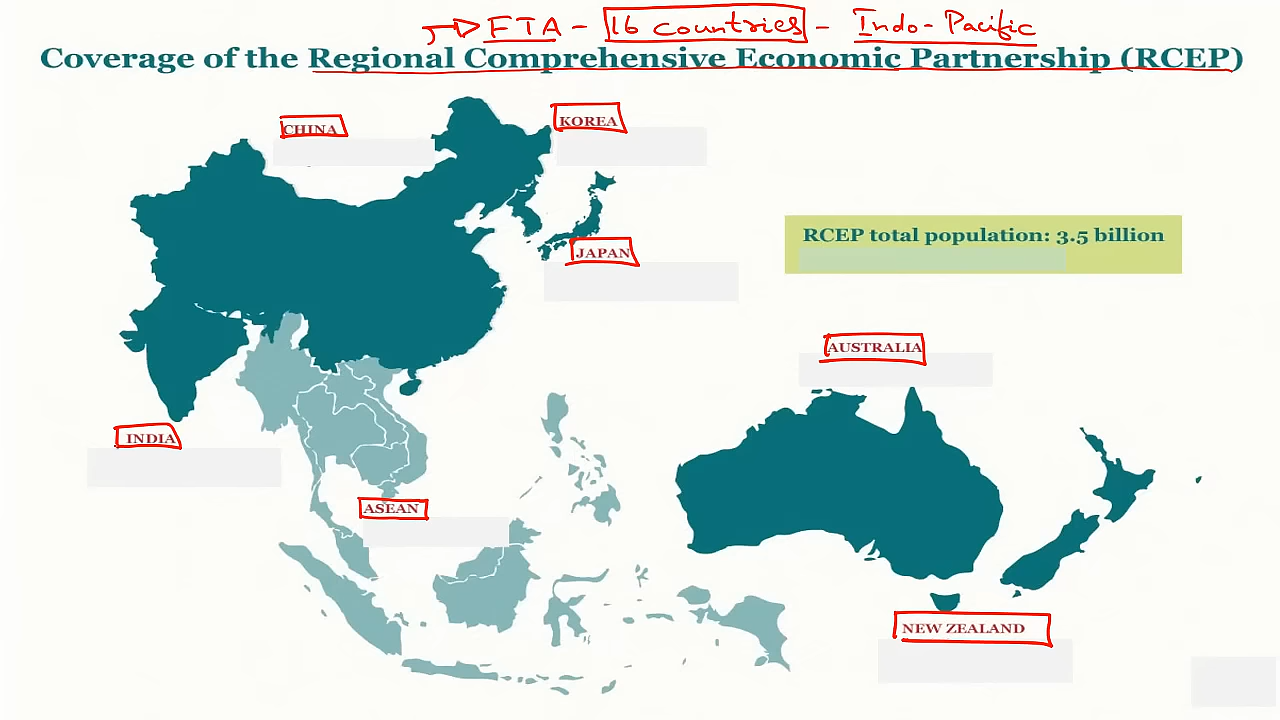 → FTA - 16 countries - Indo-Pacific
Coverage of the Regional Comprehensive Economic Partnership (RCEP)
CHINA
KOREA
JAPAN
RCEP total population: 3.5 billion
AUSTRALIA
INDIA
ASEAN
NEW ZEALAND